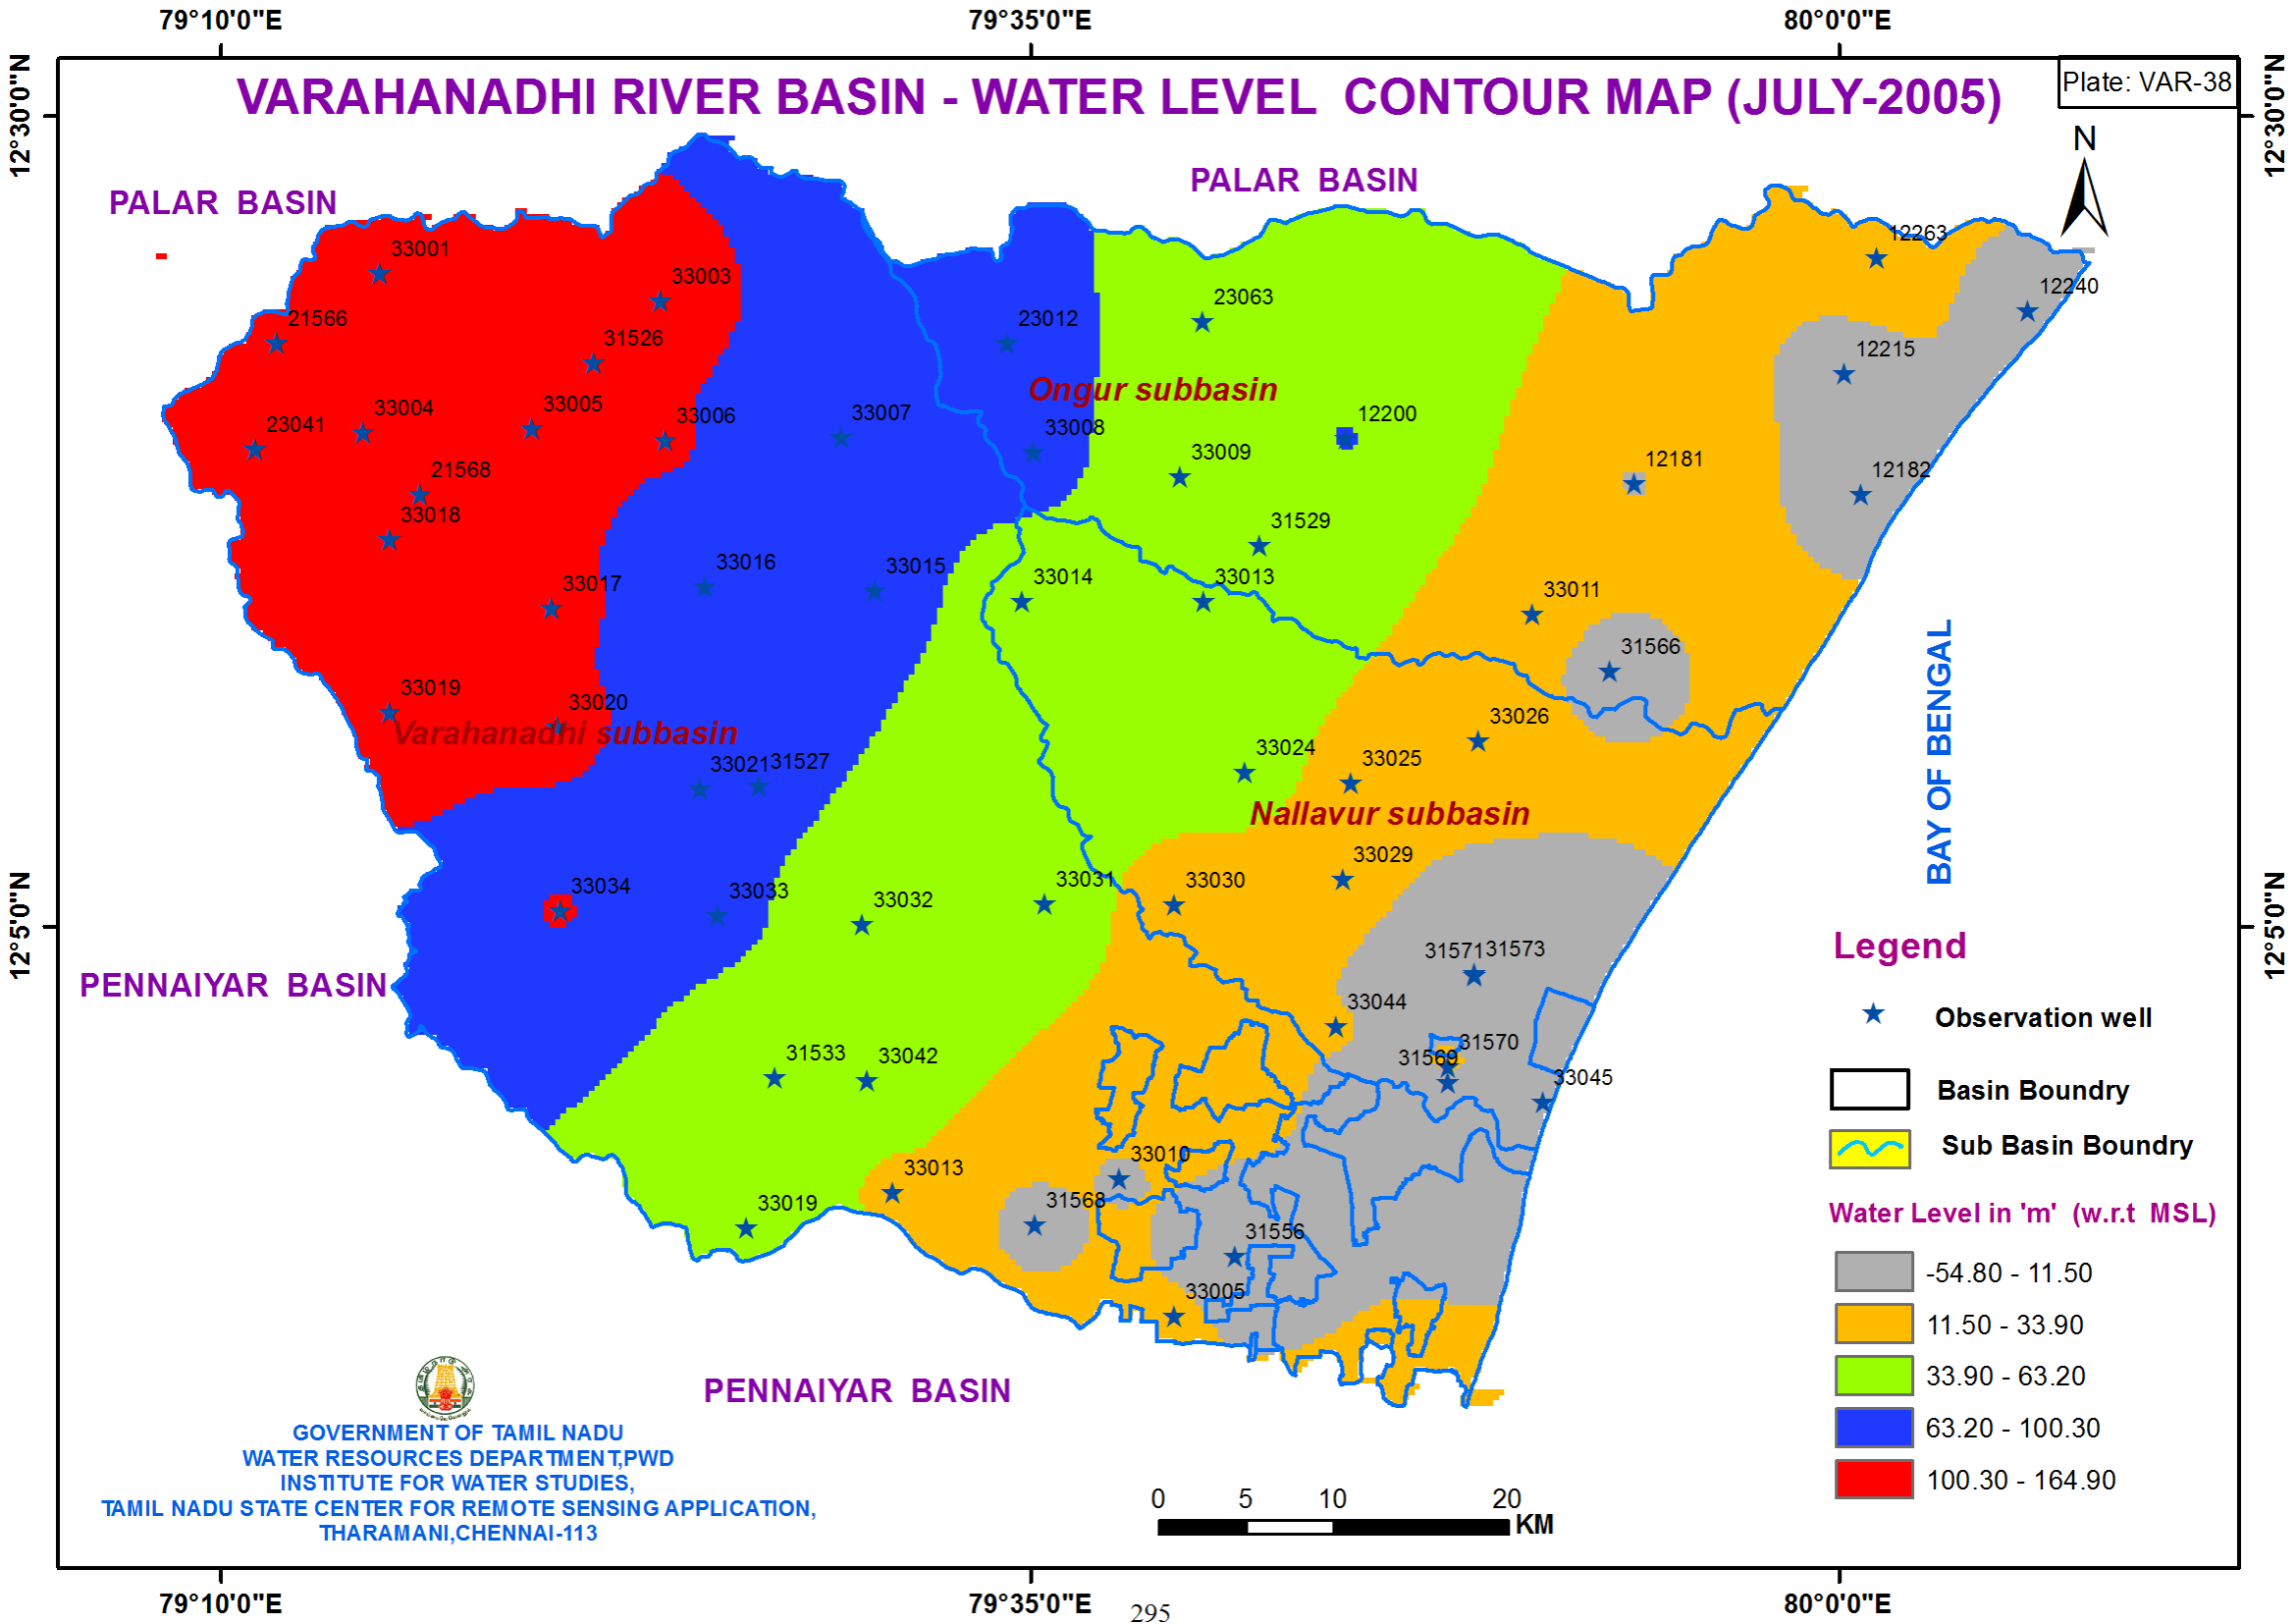 79°10'0"E 79°35'0"E 80°0'0"E
12°30'0"N
12°30'0"N
VARAHANADHI RIVER BASIN - WATER LEVEL CONTOUR MAP (JULY-2005)
Plate: VAR-38
N
PALAR BASIN
PALAR BASIN
33001
12263
33003
12240
21566
23012
23063
31526
12215
Ongur subbasin
33004
33005
33006
33007
12200
23041
33008
33009
12181
21568
12182
33018
31529
33017
33016
33015
33014
33013
33011
31566
33019
33020
33026
Varahanadhi subbasin
33021
31527
33024
33025
Nallavur subbasin
BAY OF BENGAL
33029
33034
33033
33032
33031
33030
12°5'0"N
12°5'0"N
PENNAIYAR BASIN
31571
31573
33044
31533
33042
31570
31569
33045
33010
33013
33019
31568
31556
33005
PENNAIYAR BASIN
Legend
Observation well
Basin Boundry
Sub Basin Boundry
Water Level in 'm' (w.r.t MSL)
-54.80 - 11.50
11.50 - 33.90
33.90 - 63.20
63.20 - 100.30
100.30 - 164.90
GOVERNMENT OF TAMIL NADU
WATER RESOURCES DEPARTMENT,PWD
INSTITUTE FOR WATER STUDIES,
TAMIL NADU STATE CENTER FOR REMOTE SENSING APPLICATION,
THARAMANI,CHENNAI-113
0 5 10 20
KM
79°10'0"E 79°35'0"E 80°0'0"E
295